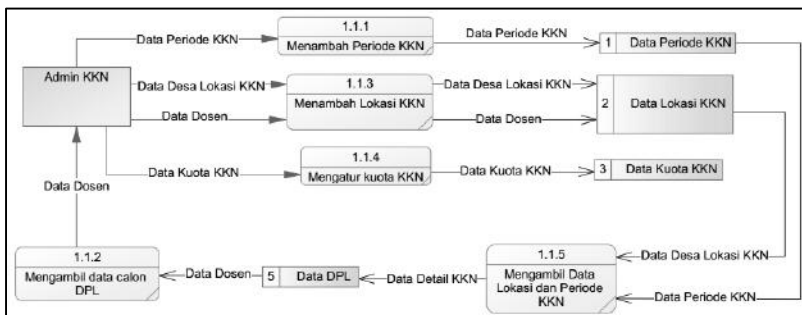 1.1.1
Menambah Periode KKN
Data Periode KKN
Data Periode KKN
1 Data Periode KKN
Admin KKN
Data Desa Lokasi KKN
Data Dosen
1.1.3
Menambah Lokasi KKN
Data Desa Lokasi KKN
Data Dosen
2 Data Lokasi KKN
Data Kuota KKN
1.1.4
Mengatur kuota KKN
Data Kuota KKN
3 Data Kuota KKN
Data Dosen
1.1.2
Mengambil data calon
DPL
Data Dosen
5 Data DPL
Data Detail KKN
1.1.5
Mengambil Data
Lokasi dan Periode
KKN
Data Desa Lokasi KKN
Data Periode KKN